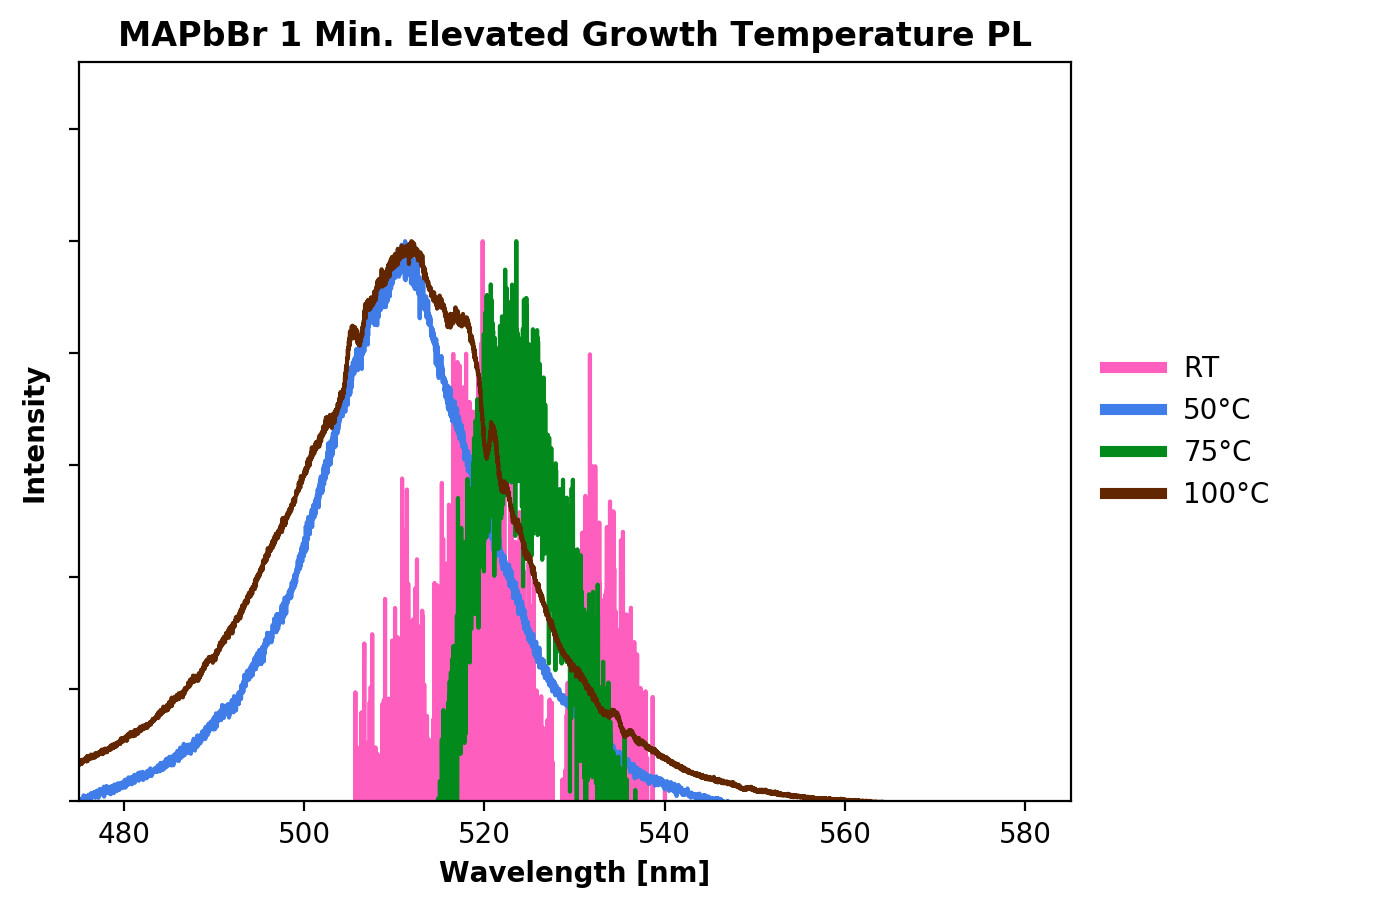 MAPbBr 1 Min. Elevated Growth Temperature PL
Intensity
480 500 520 540 560 580
Wavelength [nm]
RT
50°C
75°C
100°C